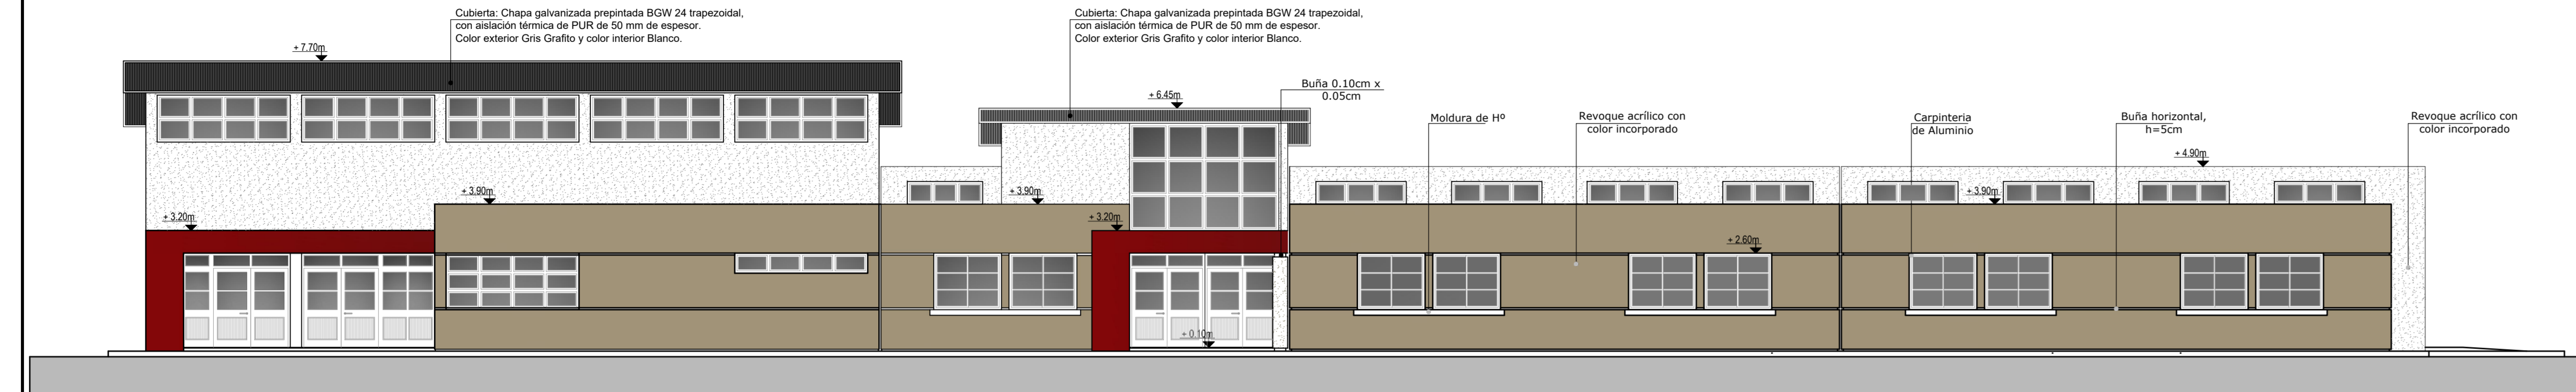 Cubierta: Chapa galvanizada prepintada BGW 24 trapezoidal,
con aislación térmica de PUR de 50 mm de espesor.
Color exterior Gris Grafito y color interior Blanco.
Cubierta: Chapa galvanizada prepintada BGW 24 trapezoidal,
con aislación térmica de PUR de 50 mm de espesor.
Color exterior Gris Grafito y color interior Blanco.
+ 7.70m
Buña 0.10cm x
0.05cm
+ 6.45m
Moldura de Hº
Revoque acrílico con
color incorporado
Carpinteria
de Aluminio
Buña horizontal,
h=5cm
Revoque acrílico con
color incorporado
+ 4.90m
+ 3.90m
+ 3.90m
+ 3.90m
+ 3.20m
+ 3.20m
+ 2.60m
+ 0.10m